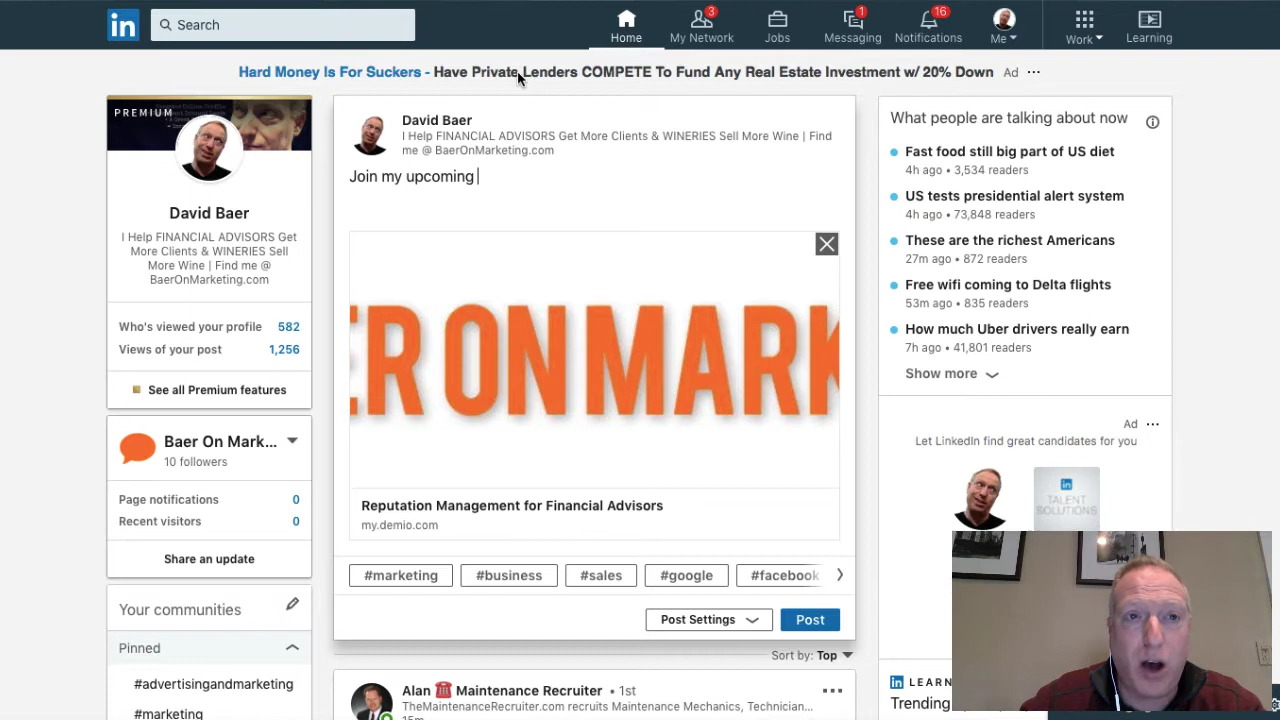 in
Search
3
1
16
Home
My Network
Jobs
Messaging
Notifications
Me
Work
Learning
Hard Money Is For Suckers - Have Private Lenders COMPETE To Fund Any Real Estate Investment w/ 20% Down
Ad
PREMIUM
David Baer
I Help FINANCIAL ADVISORS Get
More Clients & WINERIES Sell
More Wine | Find me @
BaerOnMarketing.com
Who's viewed your profile 582
Views of your post 1,256
See all Premium features
Baer On Mark...
10 followers
Page notifications 0
Recent visitors 0
Share an update
Your communities
Pinned
#advertisingandmarketing
#marketing
David Baer
I Help FINANCIAL ADVISORS Get More Clients & WINERIES Sell More Wine | Find
me @ BaerOnMarketing.com
Join my upcoming
ER ON MARK
Reputation Management for Financial Advisors
my.demio.com
#marketing
#business
#sales
#google
#facebook
Post Settings
Post
Sort by: Top
Alan ☎️ Maintenance Recruiter • 1st
TheMaintenanceRecruiter.com recruits Maintenance Mechanics, Technician...
15m
What people are talking about now
Fast food still big part of US diet
4h ago • 3,534 readers
US tests presidential alert system
4h ago • 73,848 readers
These are the richest Americans
27m ago • 872 readers
Free wifi coming to Delta flights
53m ago • 835 readers
How much Uber drivers really earn
7h ago • 41,801 readers
Show more
Ad
Let LinkedIn find great candidates for you
in
TALENT
SOLUTIONS
in LEARN
Trending